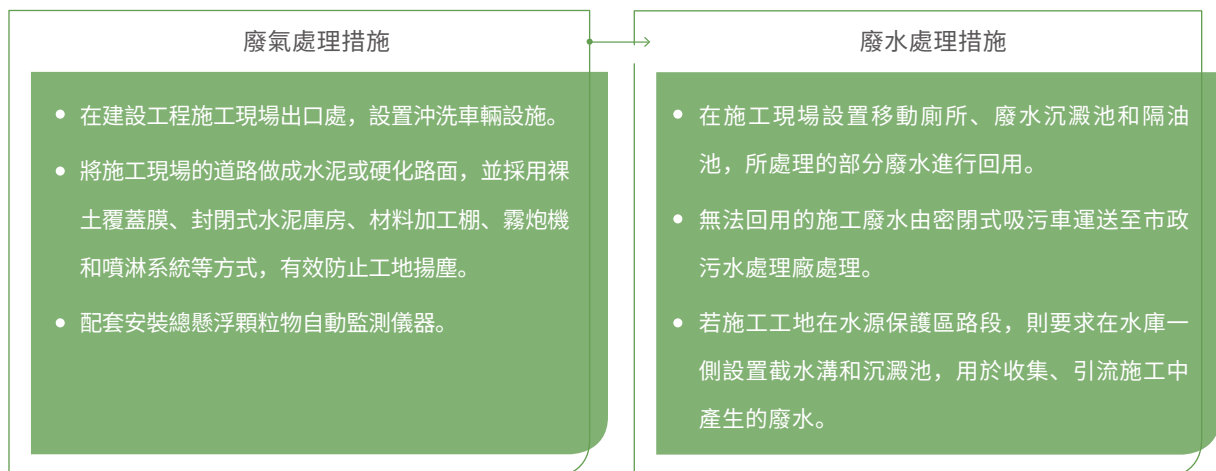 廢氣處理措施
• 在建設工程施工現場出口處，設置沖洗車輛設施。
• 將施工現場的道路做成水泥或硬化路面，並採用裸
土覆蓋膜、封閉式水泥庫房、材料加工棚、霧炮機
和噴淋系統等方式，有效防止工地揚塵。
• 配套安裝總懸浮顆粒物自動監測儀器。
廢水處理措施
• 在施工現場設置移動廁所、廢水沉澱池和隔油
池，所處理的部分廢水進行回用。
• 無法回用的施工廢水由密閉式吸污車運送至市政
污水處理廠處理。
• 若施工工地在水源保護區路段，則要求在水庫一
側設置截水溝和沉澱池，用於收集、引流施工中
產生的廢水。